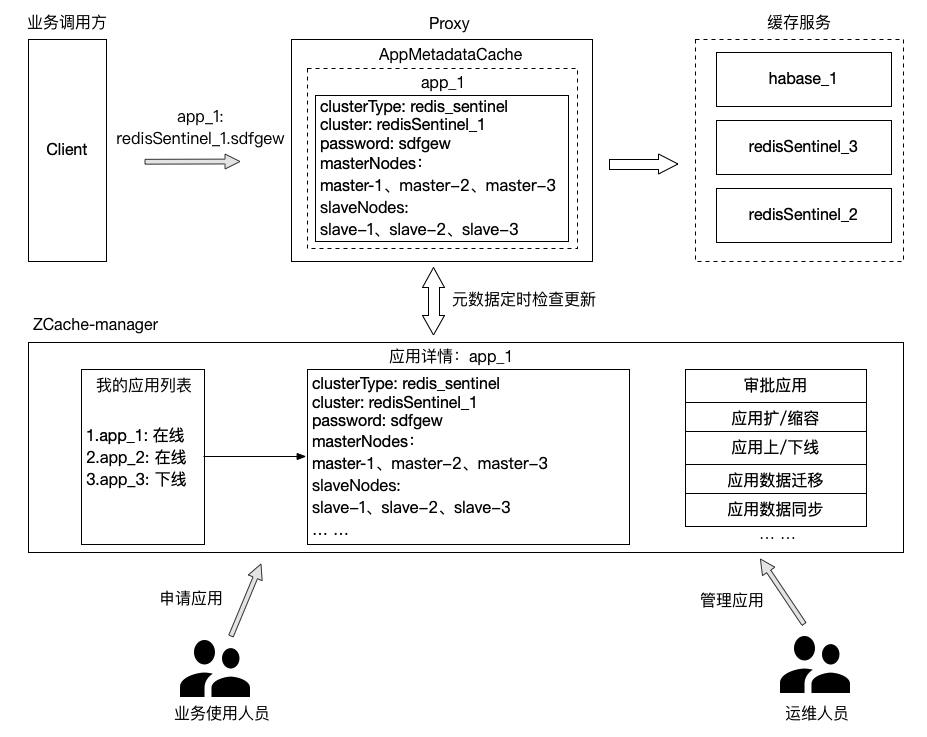 业务调用方
Client
app_1:
redisSentinel_1.sdfgew
Proxy
AppMetadataCache
app_1
clusterType: redis_sentinel
cluster: redisSentinel_1
password: sdfgew
masterNodes：
master-1、master-2、master-3
slaveNodes:
slave-1、slave-2、slave-3
缓存服务
habase_1
redisSentinel_3
redisSentinel_2
元数据定时检查更新
ZCache-manager
我的应用列表
1.app_1: 在线
2.app_2: 在线
3.app_3: 下线
应用详情：app_1
clusterType: redis_sentinel
cluster: redisSentinel_1
password: sdfgew
masterNodes：
master-1、master-2、master-3
slaveNodes:
slave-1、slave-2、slave-3
… …
审批应用
应用扩/缩容
应用上/下线
应用数据迁移
应用数据同步
… …
申请应用
业务使用人员
管理应用
运维人员